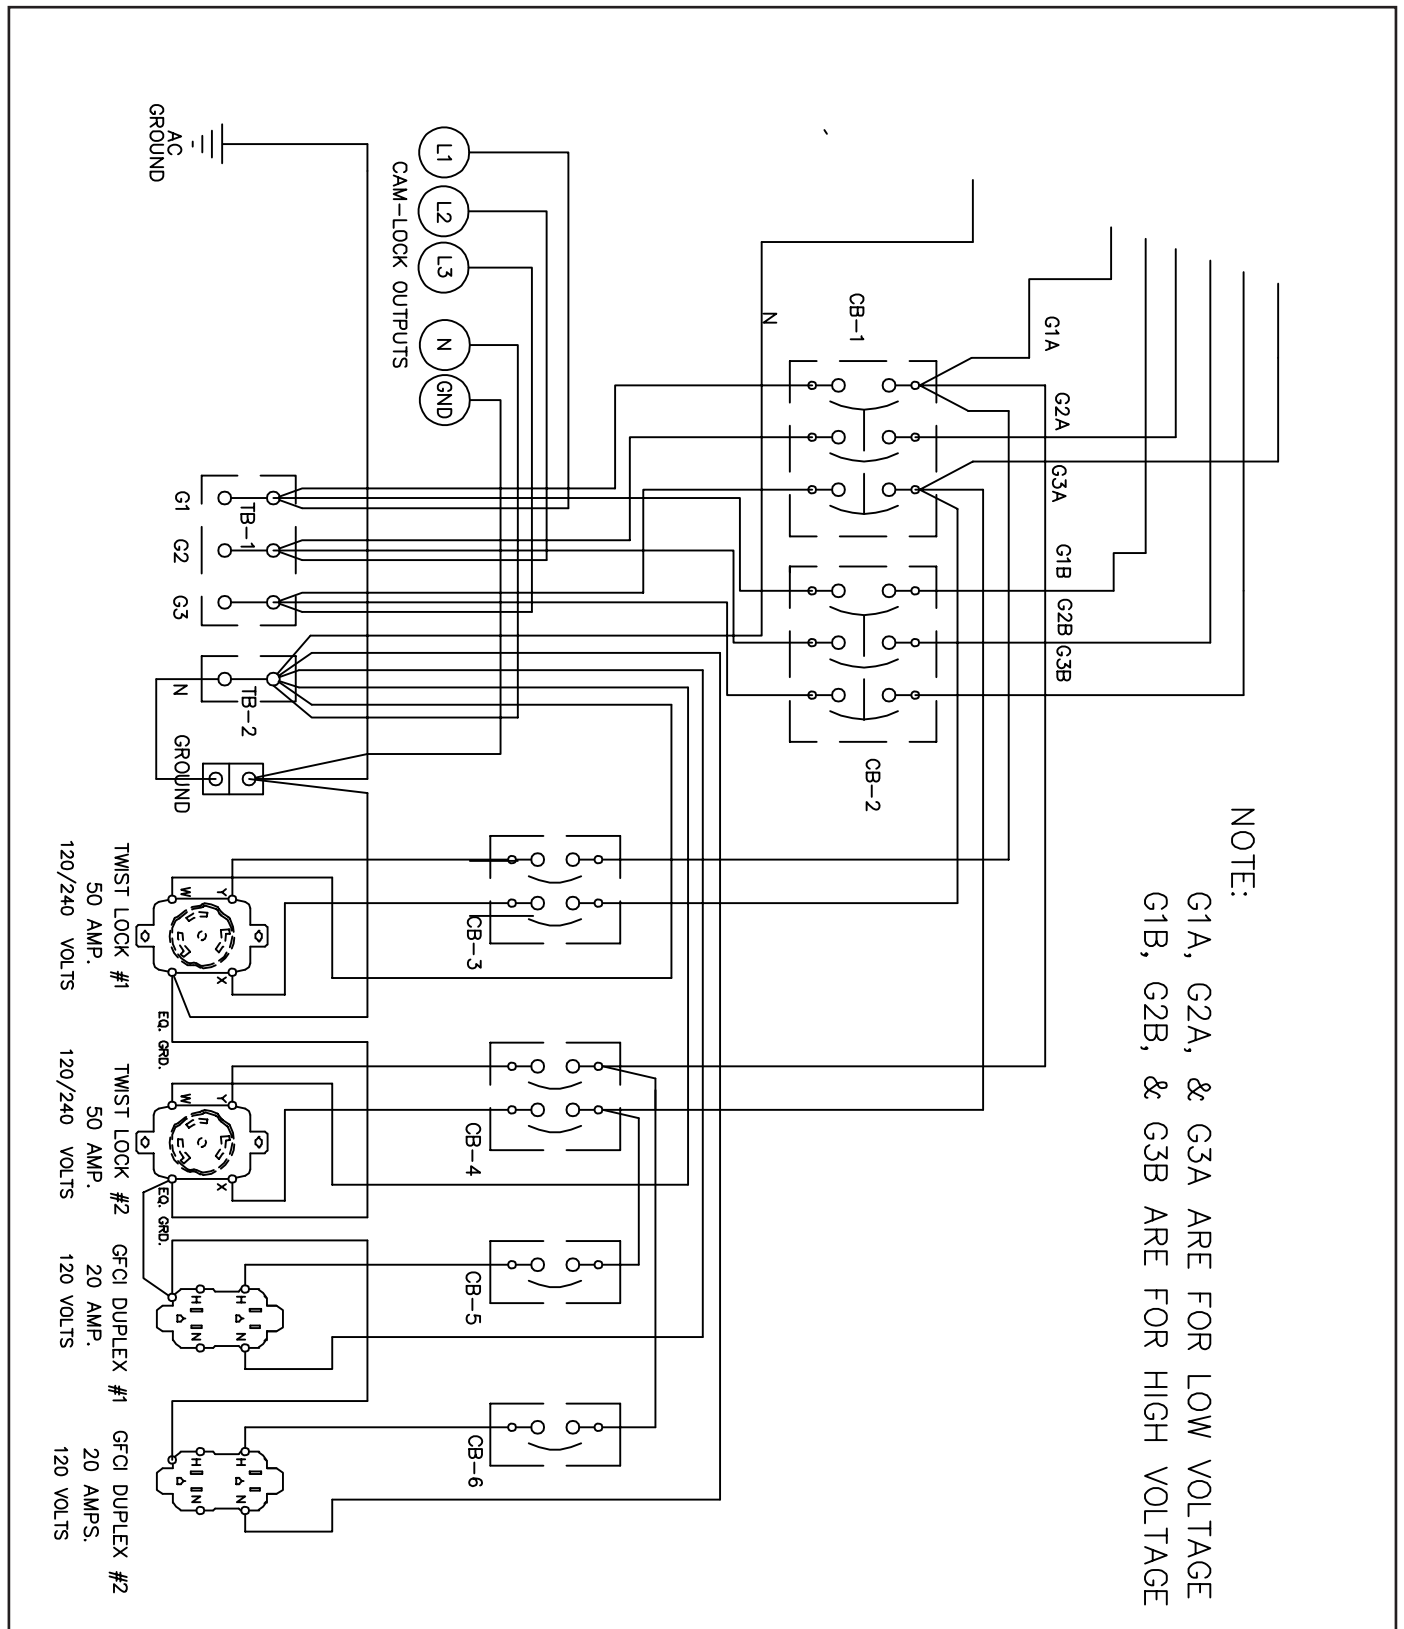 NOTE:
G1A, G2A, & G3A ARE FOR LOW VOLTAGE
G1B, G2B, & G3B ARE FOR HIGH VOLTAGE
G1A
G2A
G3A
G1B
G2B
G3B
CB-1
CB-2
N
L1
L2
L3
N
GND
CAM-LOCK OUTPUTS
AC
GROUND
TB-1
G1
G2
G3
TB-2
N
GROUND
CB-3
CB-4
CB-5
CB-6
Y
W
X
EQ. GRD.
TWIST LOCK #1
50 AMP.
120/240 VOLTS
Y
W
X
EQ. GRD.
TWIST LOCK #2
50 AMP.
120/240 VOLTS
H
H
N
N
GFCI DUPLEX #1
20 AMP.
120 VOLTS
H
H
N
N
GFCI DUPLEX #2
20 AMPS.
120 VOLTS